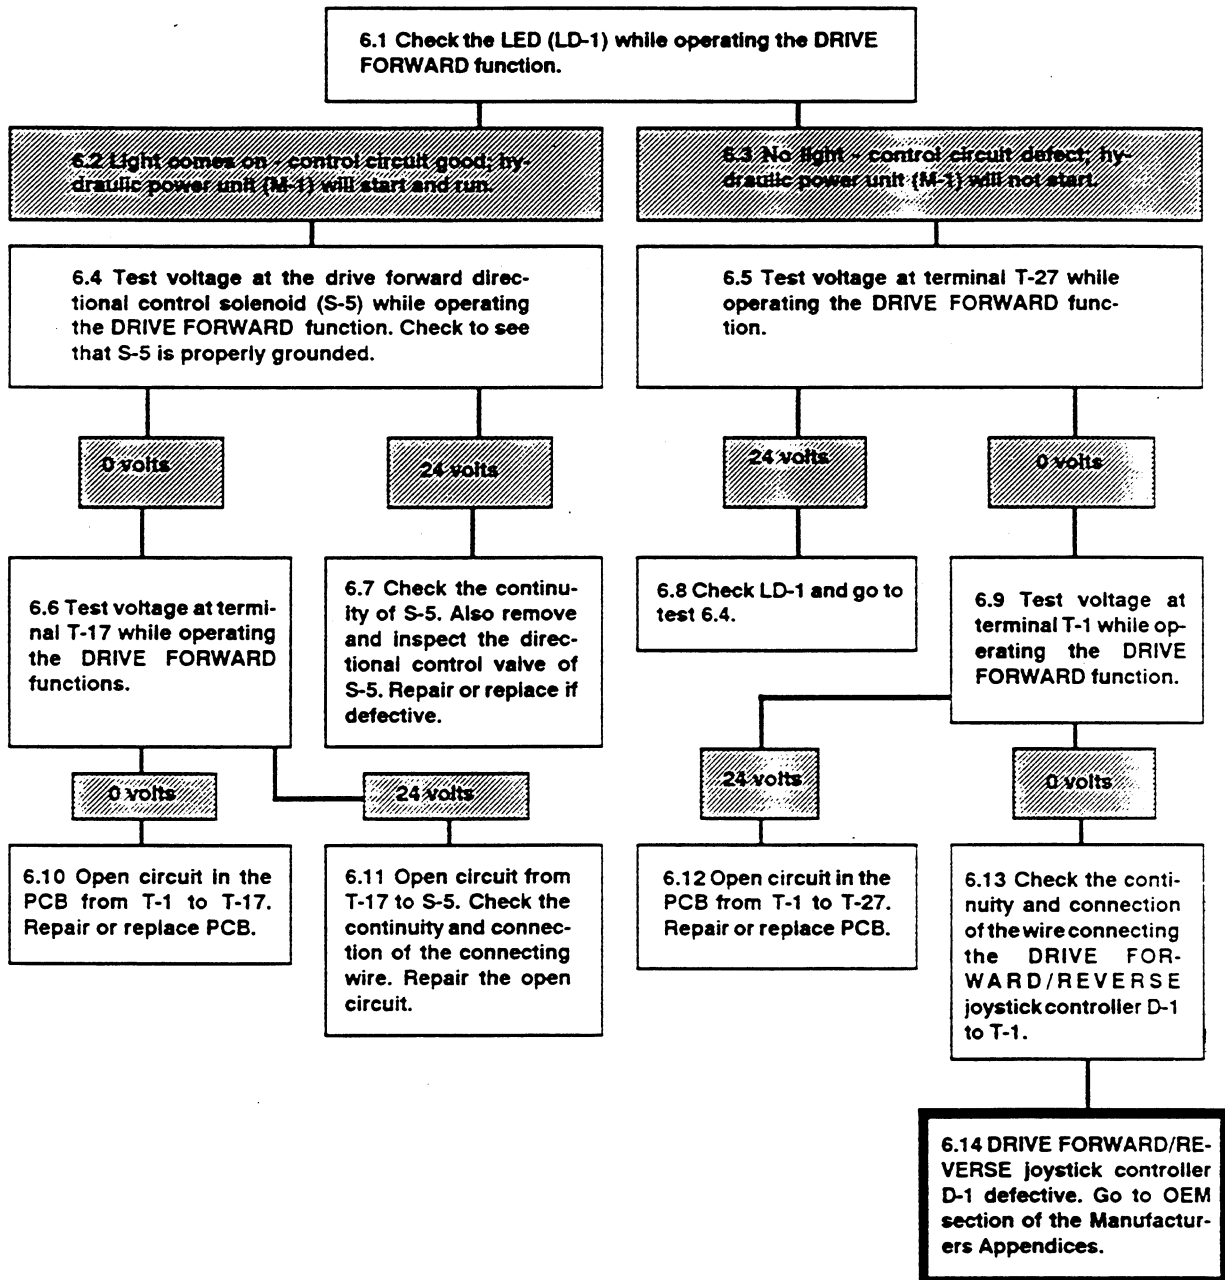 6.1 Check the LED (LD-1) while operating the DRIVE
FORWARD function.
6.2 Light comes on - control circuit good; hy-
draulic power unit (M-1) will start and run.
6.3 No light - control circuit defect; hy-
draulic power unit (M-1) will not start.
6.4 Test voltage at the drive forward direc-
tional control solenoid (S-5) while operating
the DRIVE FORWARD function. Check to see
that S-5 is properly grounded.
6.5 Test voltage at terminal T-27 while
operating the DRIVE FORWARD func-
tion.
0 volts
24 volts
24 volts
0 volts
6.6 Test voltage at termi-
nal T-17 while operating
the DRIVE FORWARD
functions.
6.7 Check the continu-
ity of S-5. Also remove
and inspect the direc-
tional control valve of
S-5. Repair or replace if
defective.
6.8 Check LD-1 and go to
test 6.4.
6.9 Test voltage at
terminal T-1 while op-
erating the DRIVE
FORWARD function.
0 volts
24 volts
24 volts
0 volts
6.10 Open circuit in the
PCB from T-1 to T-17.
Repair or replace PCB.
6.11 Open circuit from
T-17 to S-5. Check the
continuity and connec-
tion of the connecting
wire. Repair the open
circuit.
6.12 Open circuit in the
PCB from T-1 to T-27.
Repair or replace PCB.
6.13 Check the conti-
nuity and connection
of the wire connecting
the DRIVE FOR-
WARD/REVERSE
joystick controller D-1
to T-1.
6.14 DRIVE FORWARD/RE-
VERSE joystick controller
D-1 defective. Go to OEM
section of the Manufactur-
ers Appendices.